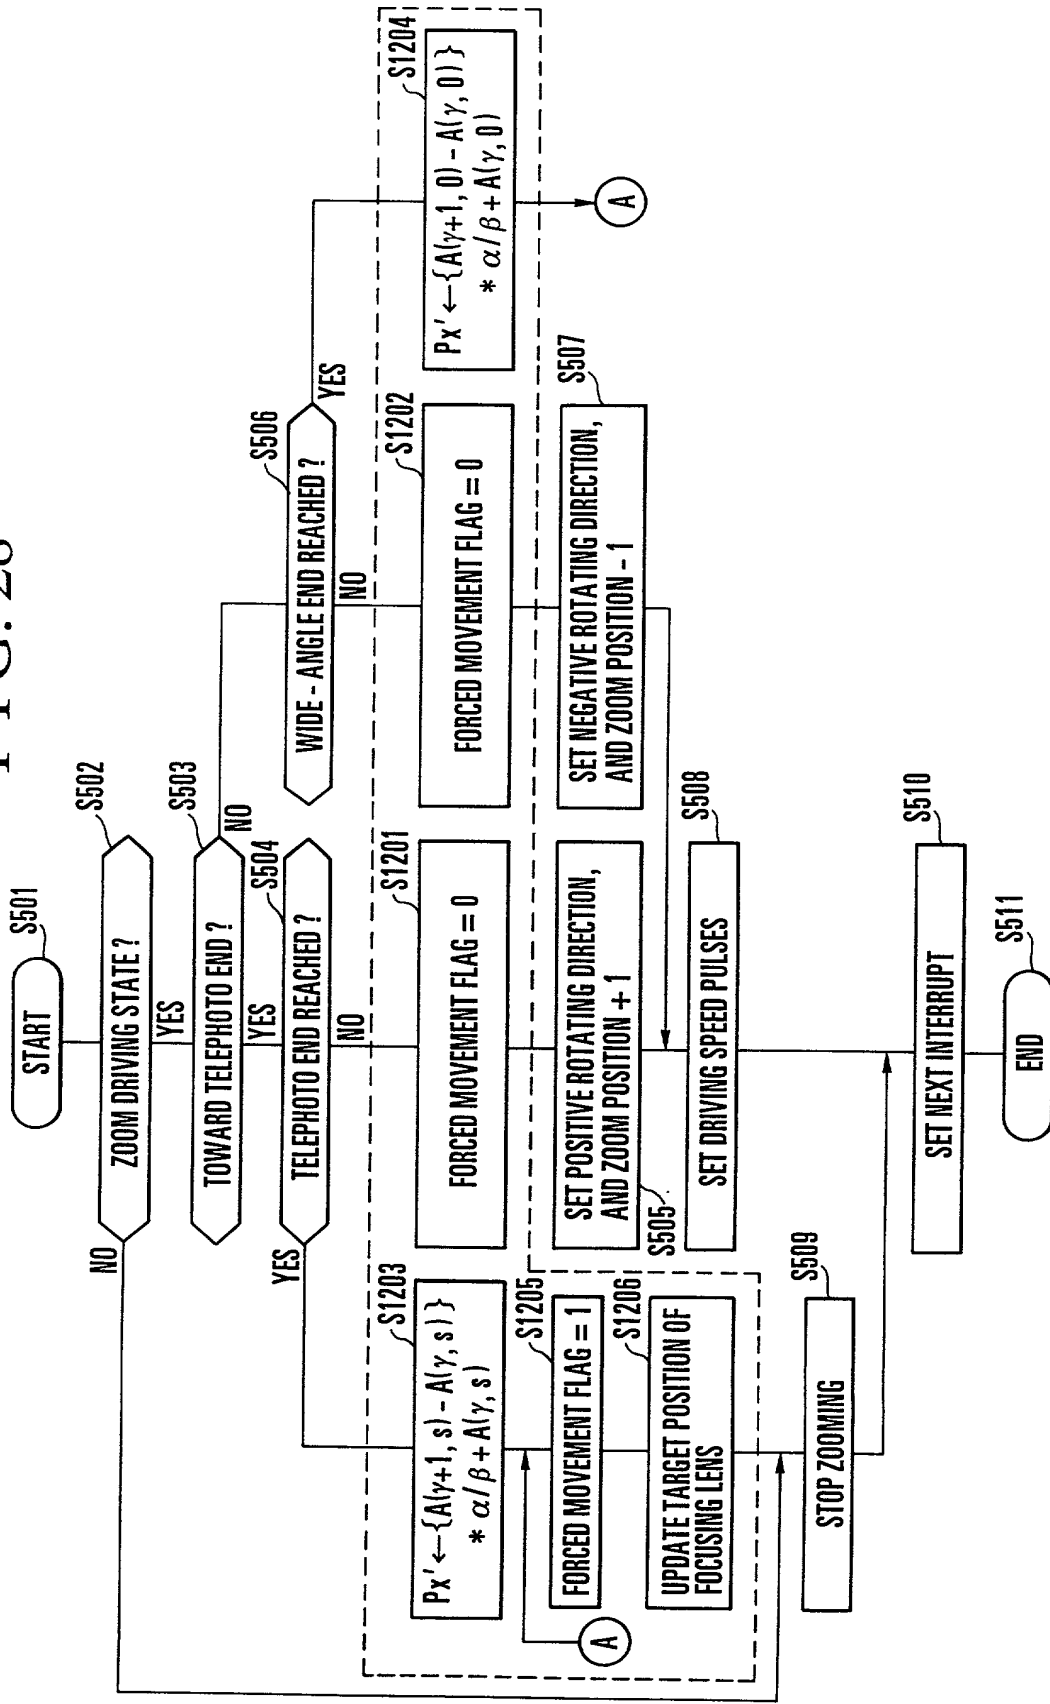 FIG. 28
START
S501
ZOOM DRIVING STATE?
S502
NO
YES
TOWARD TELEPHOTO END?
S503
NO
YES
TELEPHOTO END REACHED?
S504
YES
NO
WIDE-ANGLE END REACHED?
S506
YES
NO
Px'←{A(γ+1, s)-A(γ, s)}
* α/β+A(γ, s)
S1203
FORCED MOVEMENT FLAG = 0
S1201
FORCED MOVEMENT FLAG = 0
S1202
Px'←{A(γ+1, 0)-A(γ, 0)}
* α/β+A(γ, 0)
S1204
A
A
FORCED MOVEMENT FLAG = 1
S1205
UPDATE TARGET POSITION OF
FOCUSING LENS
S1206
SET POSITIVE ROTATING DIRECTION,
AND ZOOM POSITION + 1
S505
SET NEGATIVE ROTATING DIRECTION,
AND ZOOM POSITION - 1
S507
SET DRIVING SPEED PULSES
S508
STOP ZOOMING
S509
SET NEXT INTERRUPT
S510
END
S511